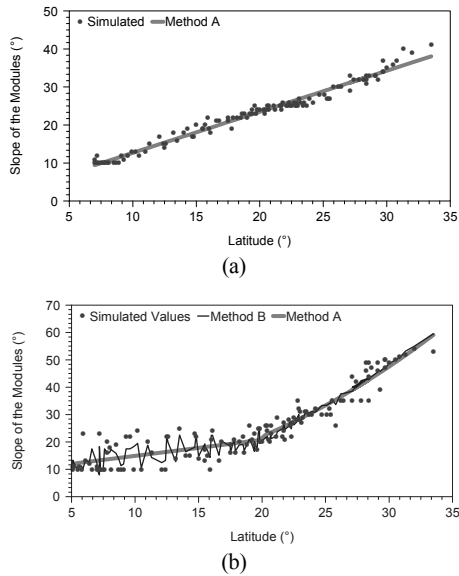 50
Simulated Method A
40
30
20
10
0
Slope of the Modules (°)
5 10 15 20 25 30 35
Latitude (°)
(a)
70
Simulated Values Method B Method A
60
50
40
30
20
10
0
Slope of the Modules (°)
5 10 15 20 25 30 35
Latitude (°)
(b)